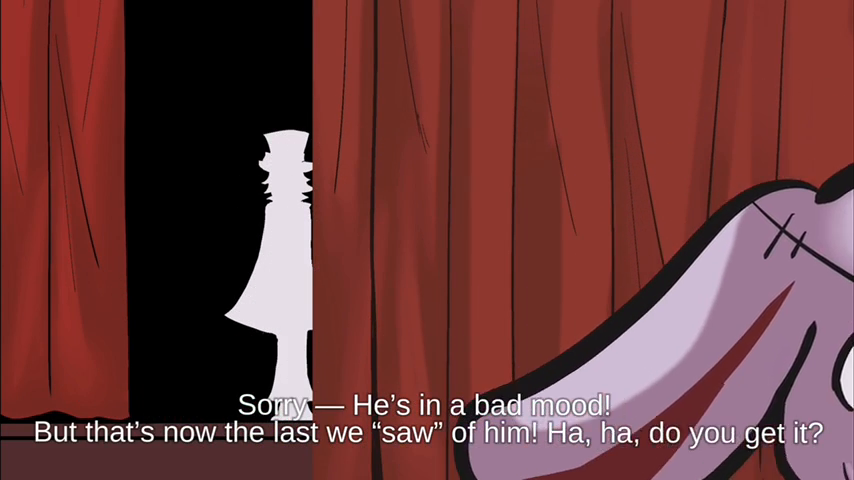 Sorry — He’s in a bad mood!
But that’s now the last we “saw” of him! Ha, ha, do you get it?